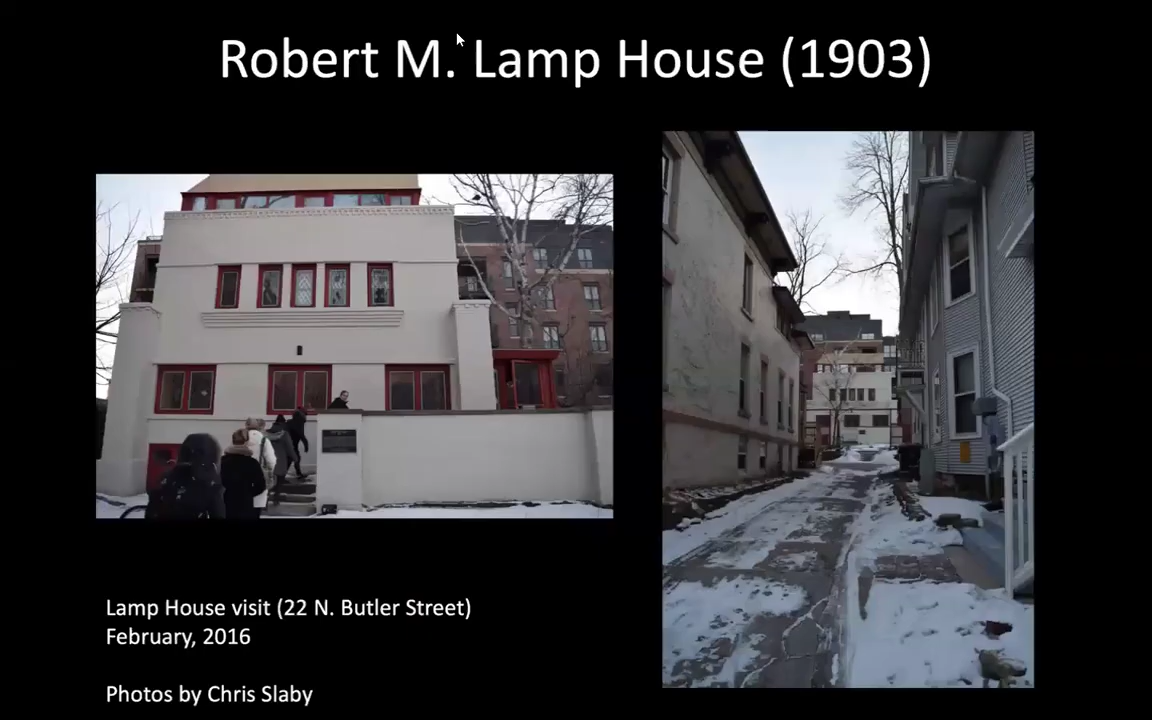 Robert M. Lamp House (1903)
Lamp House visit (22 N. Butler Street)
February, 2016
Photos by Chris Slaby